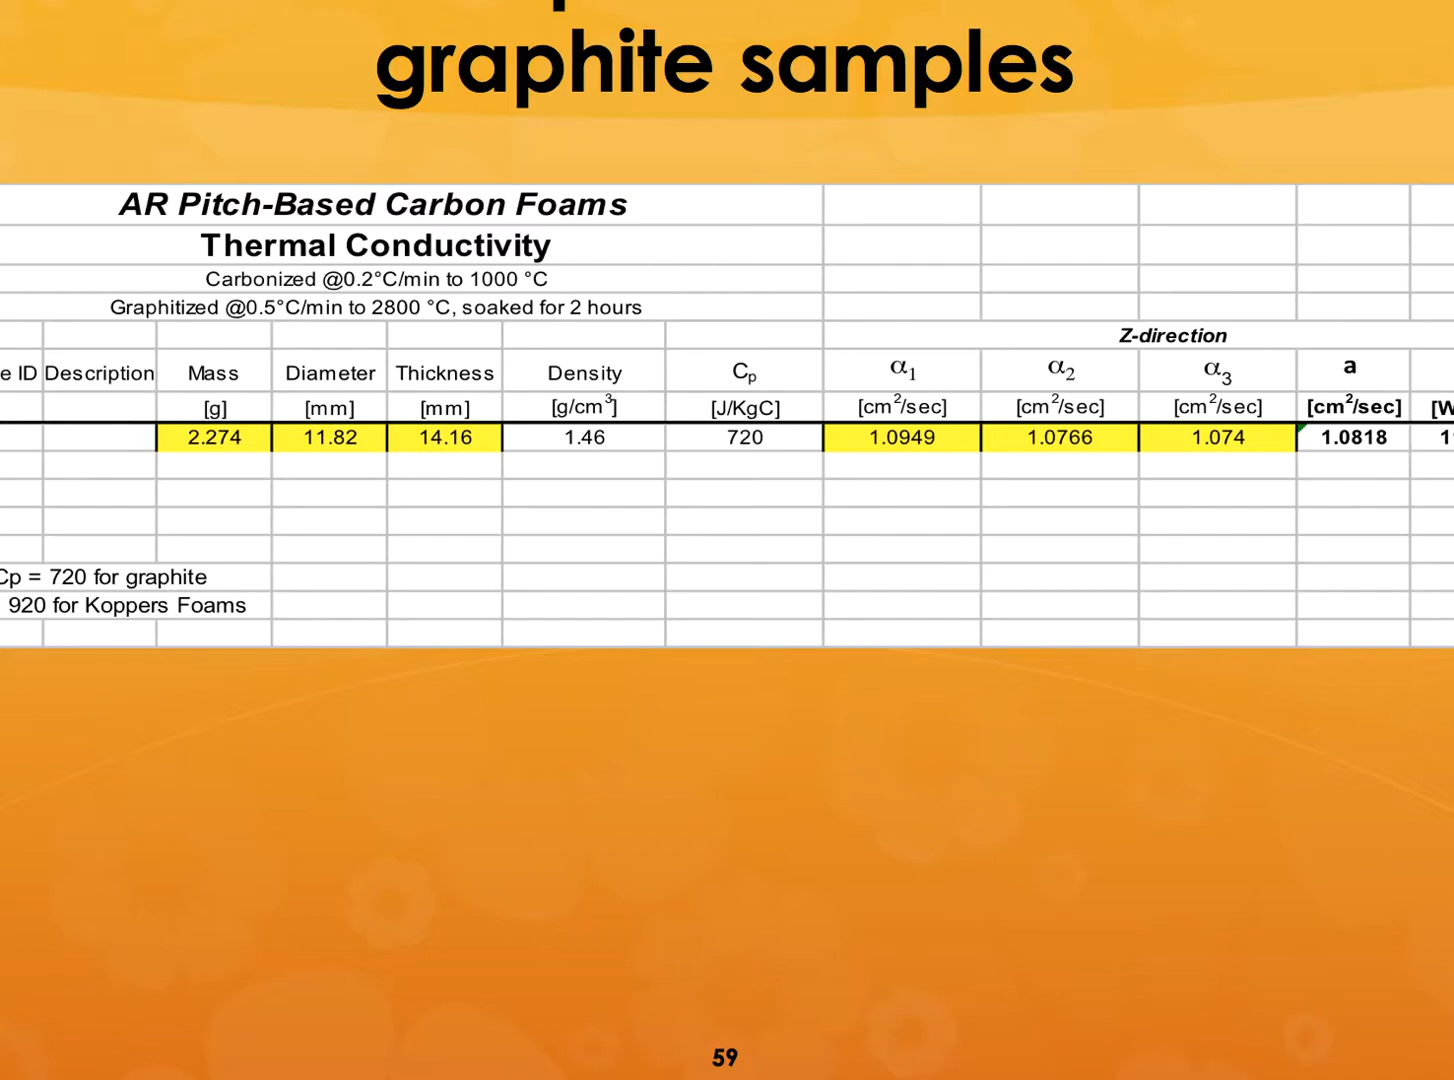 graphite samples
AR Pitch-Based Carbon Foams
Thermal Conductivity
Carbonized @0.2°C/min to 1000 °C
Graphitized @0.5°C/min to 2800 °C, soaked for 2 hours
Z-direction
e ID Description Mass Diameter Thickness Density Cp α1 α2 α3 a
[g] [mm] [mm] [g/cm³] [J/KgC] [cm²/sec] [cm²/sec] [cm²/sec] [cm²/sec] [W
2.274 11.82 14.16 1.46 720 1.0949 1.0766 1.074 1.0818
Cp = 720 for graphite
920 for Koppers Foams
59